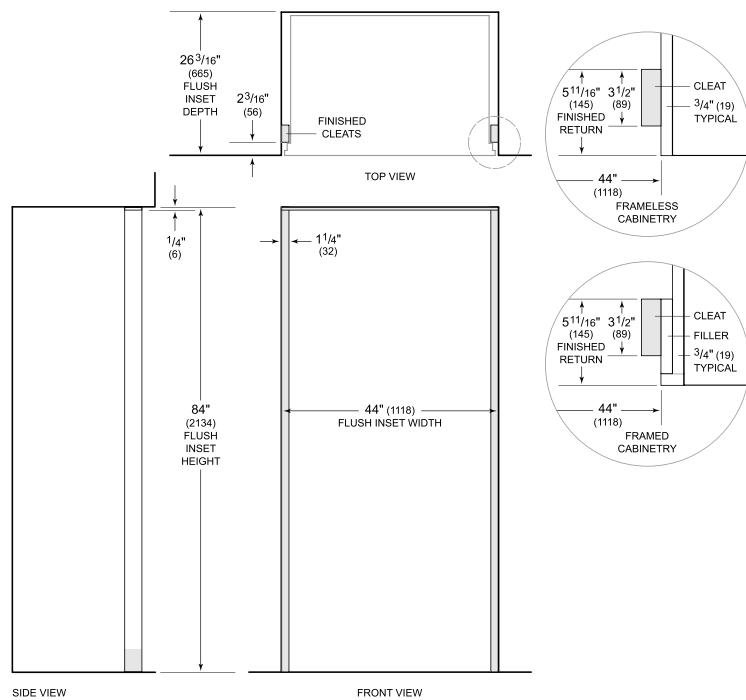 26 3/16"
(665)
FLUSH
INSET
DEPTH
2 3/16"
(56)
FINISHED
CLEATS
TOP VIEW
5 11/16"
(145)
FINISHED
RETURN
3 1/2"
(89)
CLEAT
3/4" (19)
TYPICAL
44"
(1118)
FRAMELESS
CABINETRY
1/4"
(6)
1 1/4"
(32)
5 11/16"
(145)
FINISHED
RETURN
3 1/2"
(89)
CLEAT
FILLER
3/4" (19)
TYPICAL
44"
(1118)
FRAMED
CABINETRY
84"
(2134)
FLUSH
INSET
HEIGHT
44" (1118)
FLUSH INSET WIDTH
SIDE VIEW
FRONT VIEW